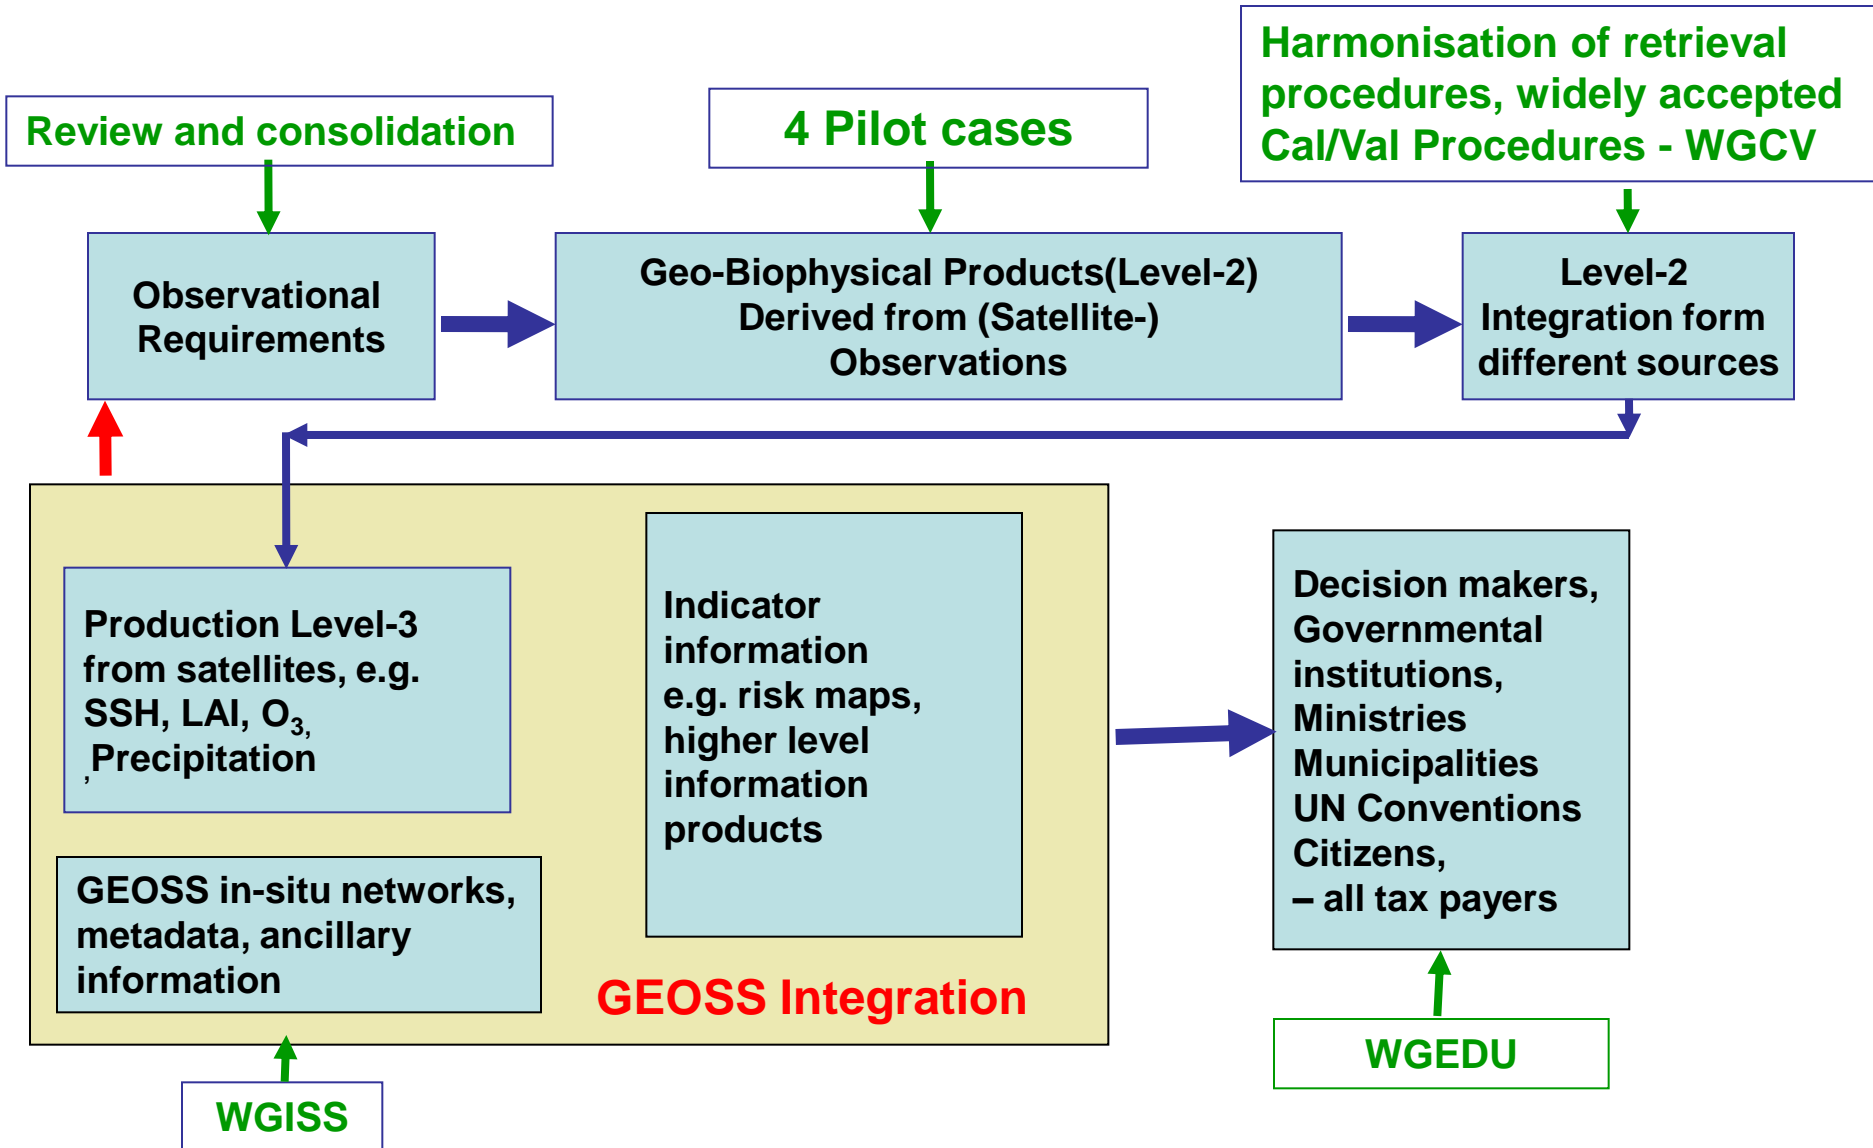 Review and consolidation
4 Pilot cases
Harmonisation of retrieval
procedures, widely accepted
Cal/Val Procedures - WGCV
Observational
Requirements
Geo-Biophysical Products(Level-2)
Derived from (Satellite-)
Observations
Level-2
Integration form
different sources
Production Level-3
from satellites, e.g.
SSH, LAI, O3,
,Precipitation
Indicator
information
e.g. risk maps,
higher level
information
products
Decision makers,
Governmental
institutions,
Ministries
Municipalities
UN Conventions
Citizens,
– all tax payers
GEOSS in-situ networks,
metadata, ancillary
information
GEOSS Integration
WGEDU
WGISS